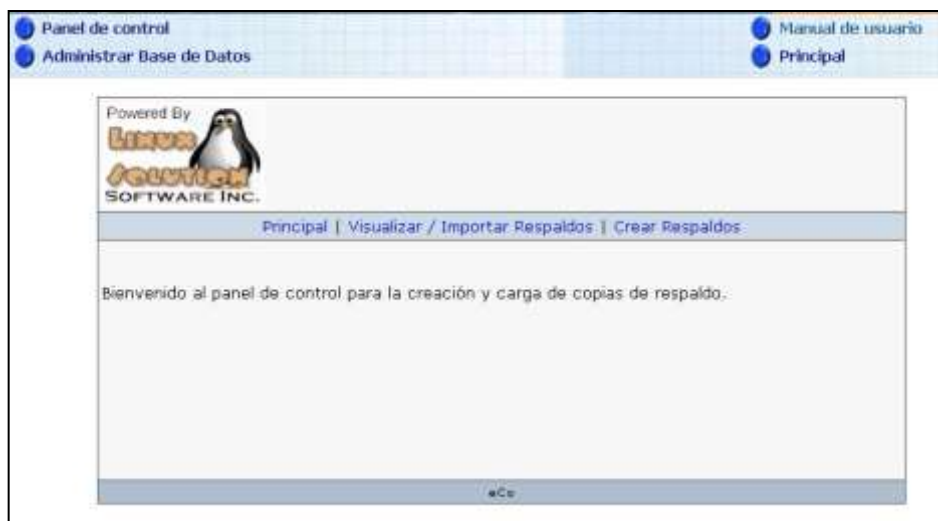 Panel de control
Manual de usuario
Administrar Base de Datos
Principal
Powered By
LINUX
SOLUTION
SOFTWARE INC.
Principal | Visualizar / Importar Respaldos | Crear Respaldos
Bienvenido al panel de control para la creación y carga de copias de respaldo.